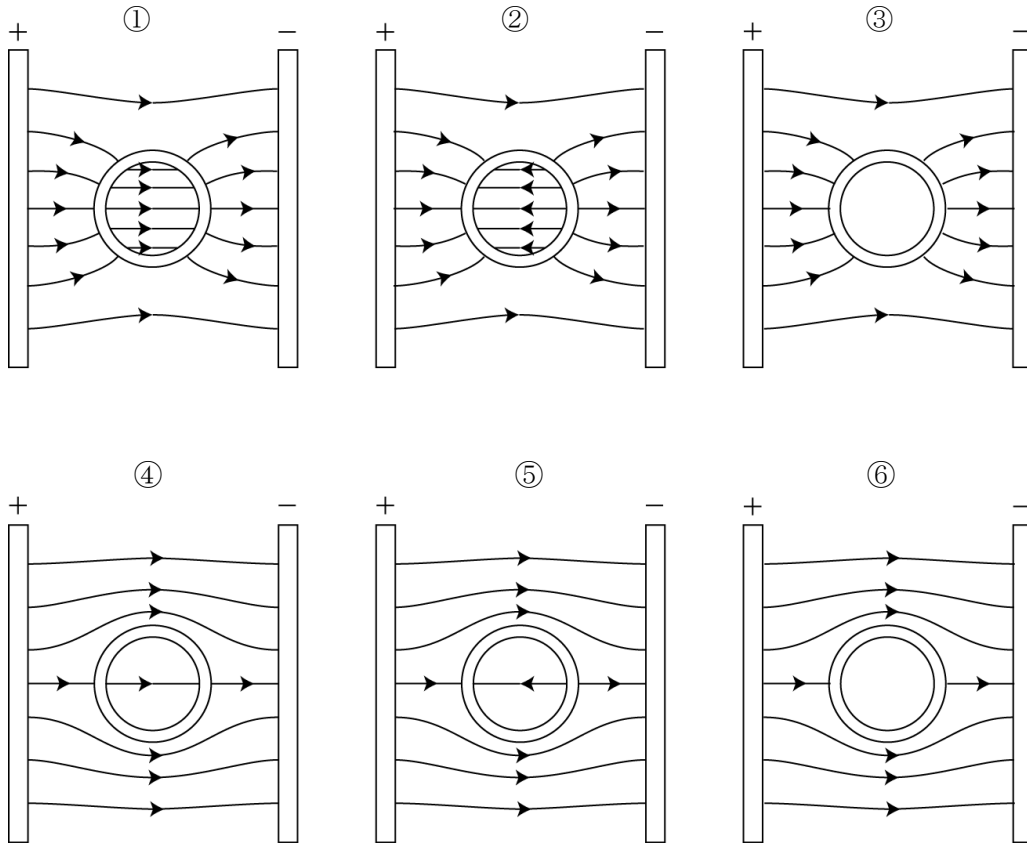 ① ② ③
+ − + − + −
④ ⑤ ⑥
+ − + − + −